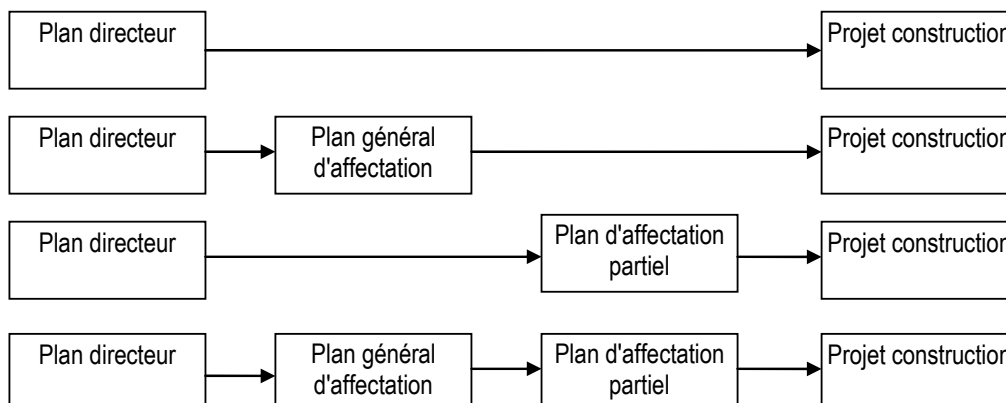 Plan directeur
Projet construction
Plan directeur
Plan général
d'affectation
Projet construction
Plan directeur
Plan d'affectation
partiel
Projet construction
Plan directeur
Plan général
d'affectation
Plan d'affectation
partiel
Projet construction